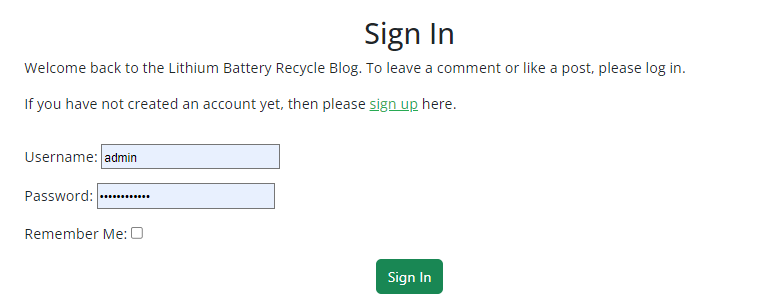 Sign In
Welcome back to the Lithium Battery Recycle Blog. To leave a comment or like a post, please log in.
If you have not created an account yet, then please sign up here.
Username: admin
Password: ••••••••••••
Remember Me:
Sign In